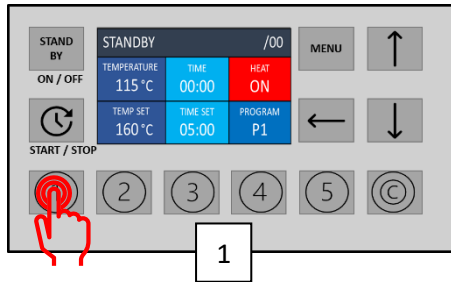 STAND
BY
ON / OFF
START / STOP
STANDBY /00
TEMPERATURE TIME HEAT
115 °C 00:00 ON
TEMP SET TIME SET PROGRAM
160 °C 05:00 P1
MENU
2 3 4 5 ©
1